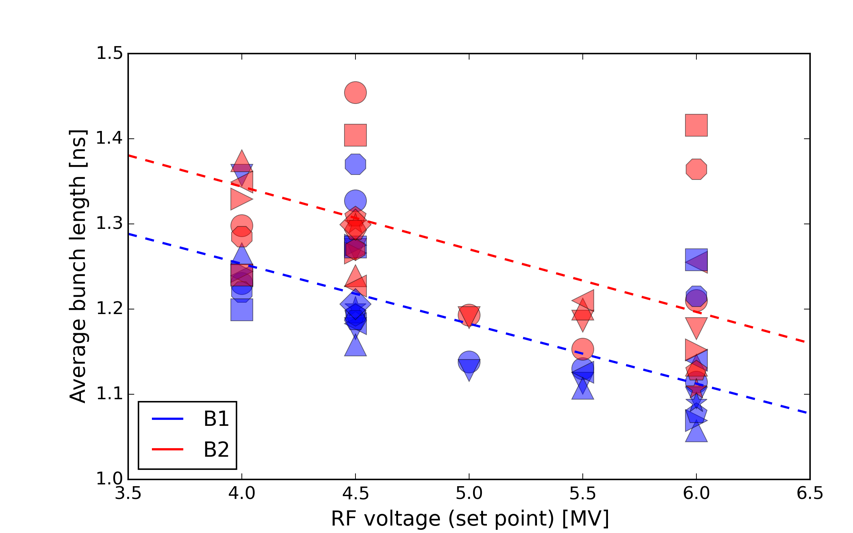 1.5
1.4
1.3
1.2
1.1
1.0
Average bunch length [ns]
B1
B2
3.5 4.0 4.5 5.0 5.5 6.0 6.5
RF voltage (set point) [MV]